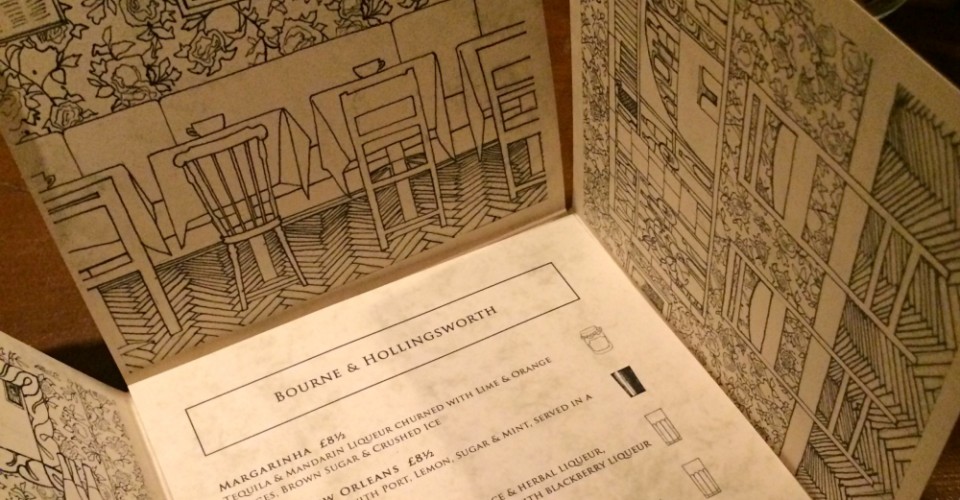 BOURNE & HOLLINGSWORTH
MARGARINHA £8½
TEQUILA & MANDARIN LIQUEUR CHURNED WITH LIME & ORANGE
BROWN SUGAR & CRUSHED ICE
ORLEANS £8½
WITH PORT, LEMON, SUGAR & MINT, SERVED IN A
& HERBAL LIQUEUR,
WITH BLACKBERRY LIQUEUR